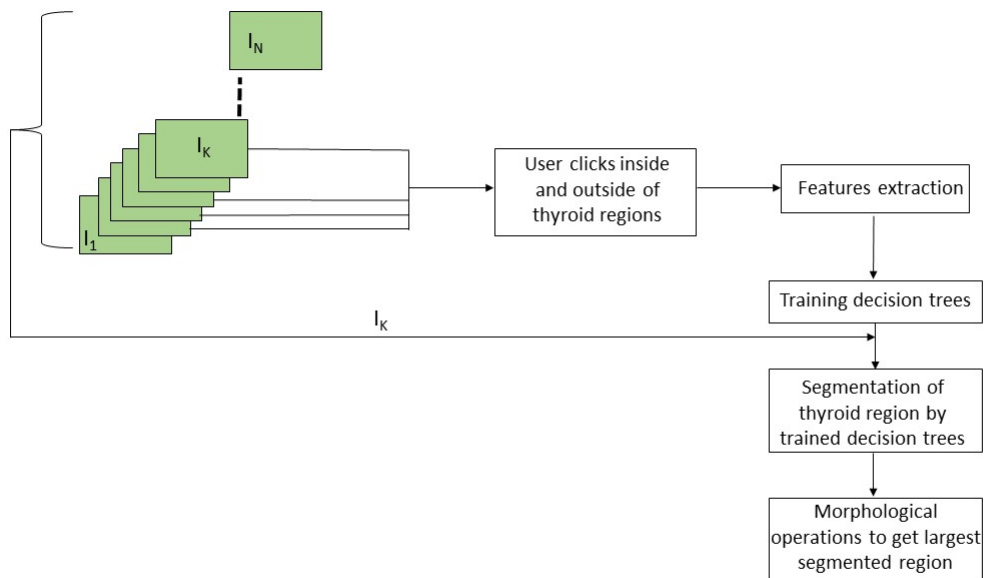 I_N
I_K
I_1
User clicks inside
and outside of
thyroid regions
Features extraction
Training decision trees
I_K
Segmentation of
thyroid region by
trained decision trees
Morphological
operations to get largest
segmented region